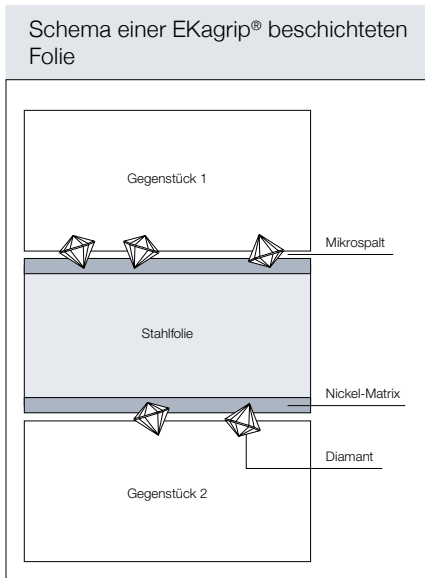 Schema einer EKagrip® beschichteten
Folie
Gegenstück 1
Mikrospalt
Stahlfolie
Nickel-Matrix
Diamant
Gegenstück 2